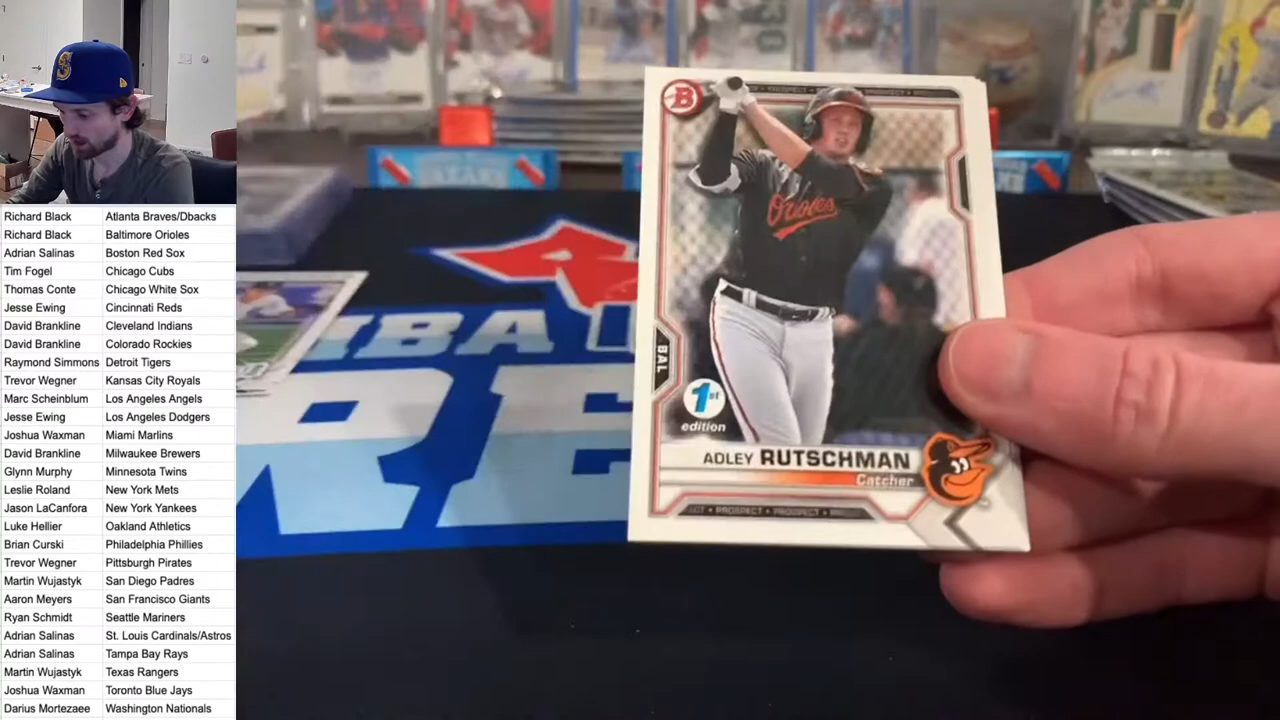 Richard Black Atlanta Braves/Dbacks
Richard Black Baltimore Orioles
Adrian Salinas Boston Red Sox
Tim Fogel Chicago Cubs
Thomas Conte Chicago White Sox
Jesse Ewing Cincinnati Reds
David Brankline Cleveland Indians
David Brankline Colorado Rockies
Raymond Simmons Detroit Tigers
Trevor Wegner Kansas City Royals
Marc Scheinblum Los Angeles Angels
Jesse Ewing Los Angeles Dodgers
Joshua Waxman Miami Marlins
David Brankline Milwaukee Brewers
Glynn Murphy Minnesota Twins
Leslie Roland New York Mets
Jason LaCanfora New York Yankees
Luke Hellier Oakland Athletics
Brian Curski Philadelphia Phillies
Trevor Wegner Pittsburgh Pirates
Martin Wujastyk San Diego Padres
Aaron Meyers San Francisco Giants
Ryan Schmidt Seattle Mariners
Adrian Salinas St. Louis Cardinals/Astros
Adrian Salinas Tampa Bay Rays
Martin Wujastyk Texas Rangers
Joshua Waxman Toronto Blue Jays
Darius Mortezaee Washington Nationals
B
PROSPECT • PROSPECT
Orioles
BAL
1st
edition
ADLEY RUTSCHMAN
Catcher
PROSPECT • PROSPECT